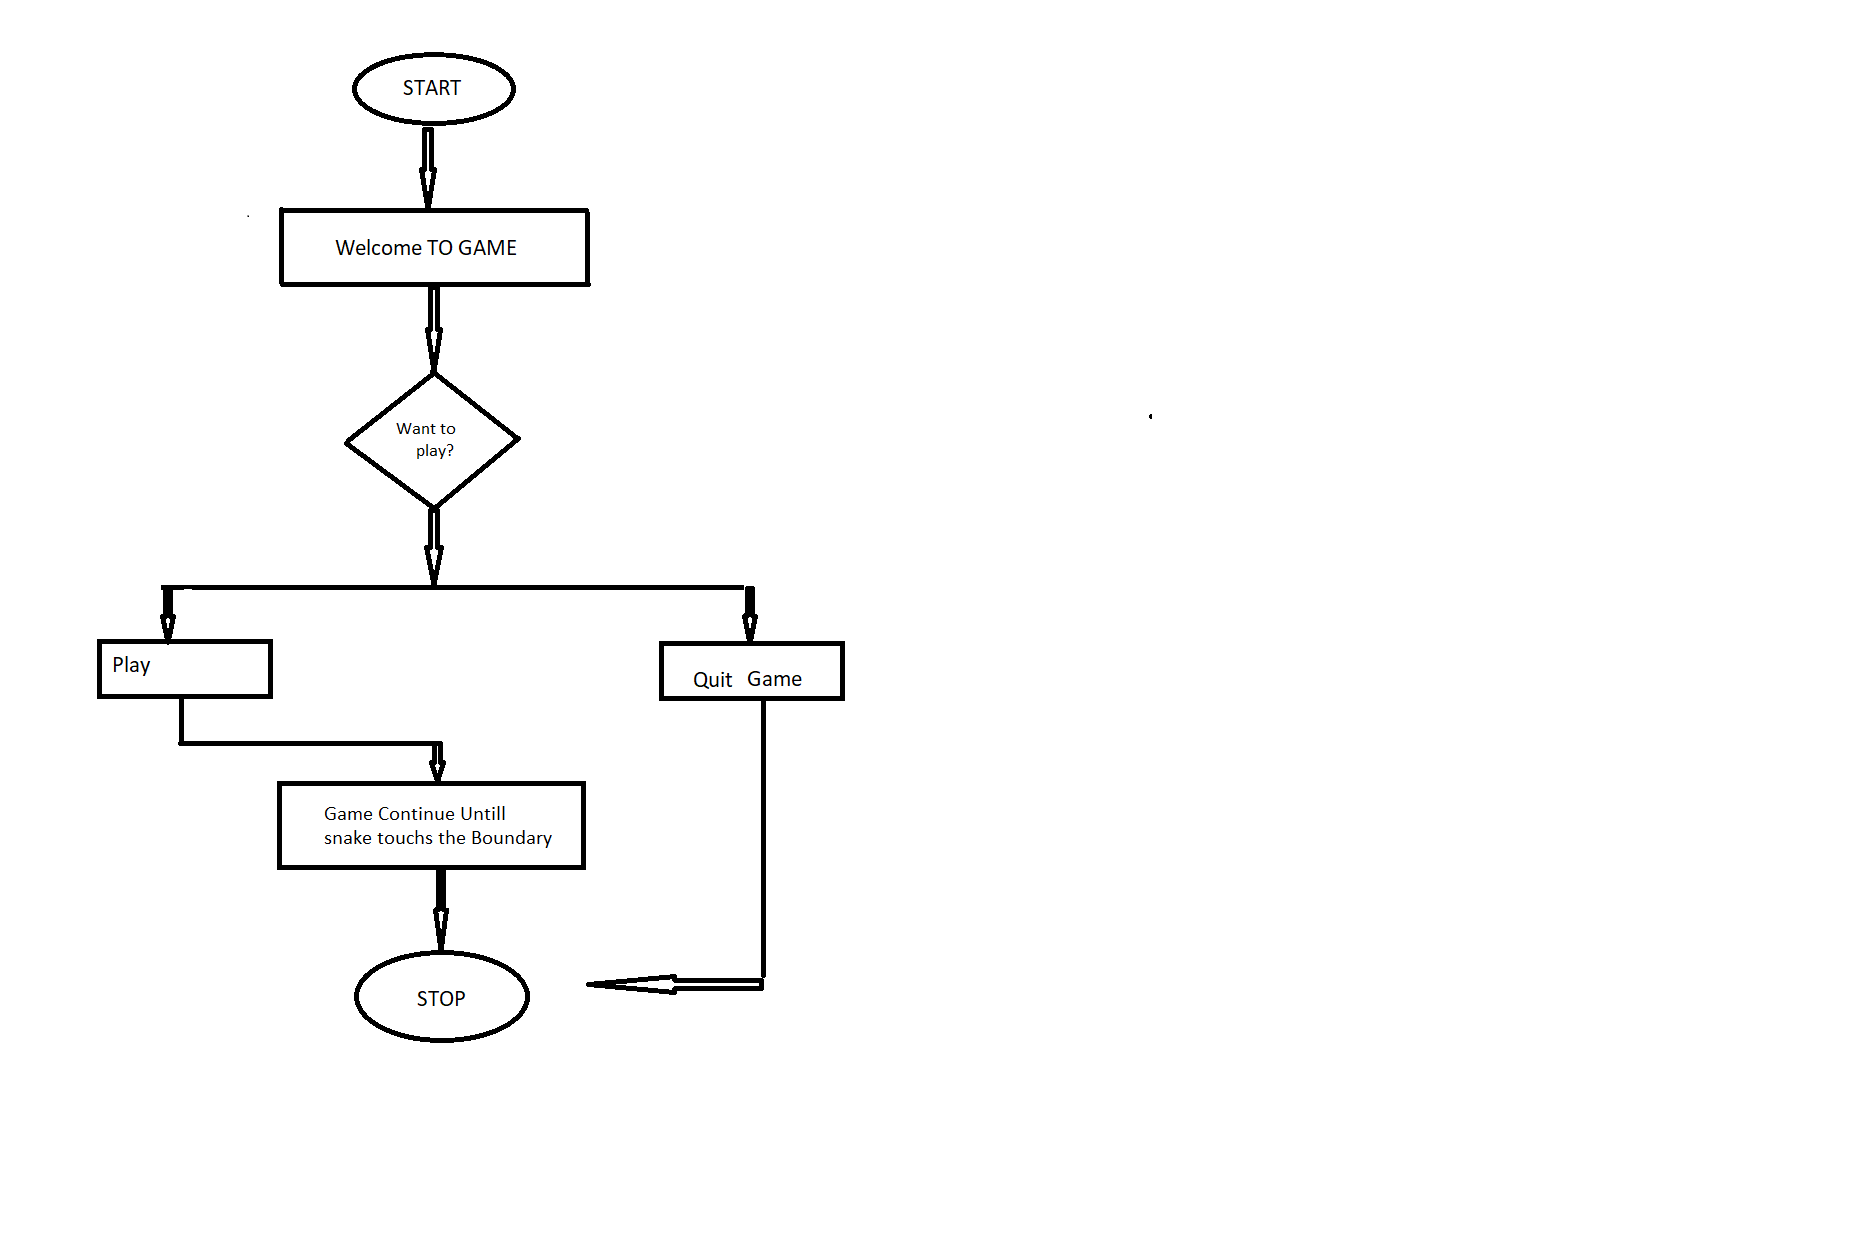 START
Welcome TO GAME
Want to
play?
Play
Quit Game
Game Continue Untill
snake touchs the Boundary
STOP